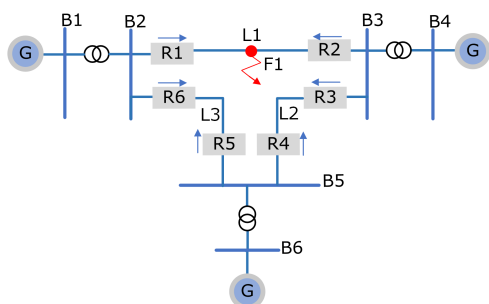 B1 B2 L1 B3 B4
G R1 R2 G
F1
R6 L3 L2 R3
R5 R4
B5
B6
G